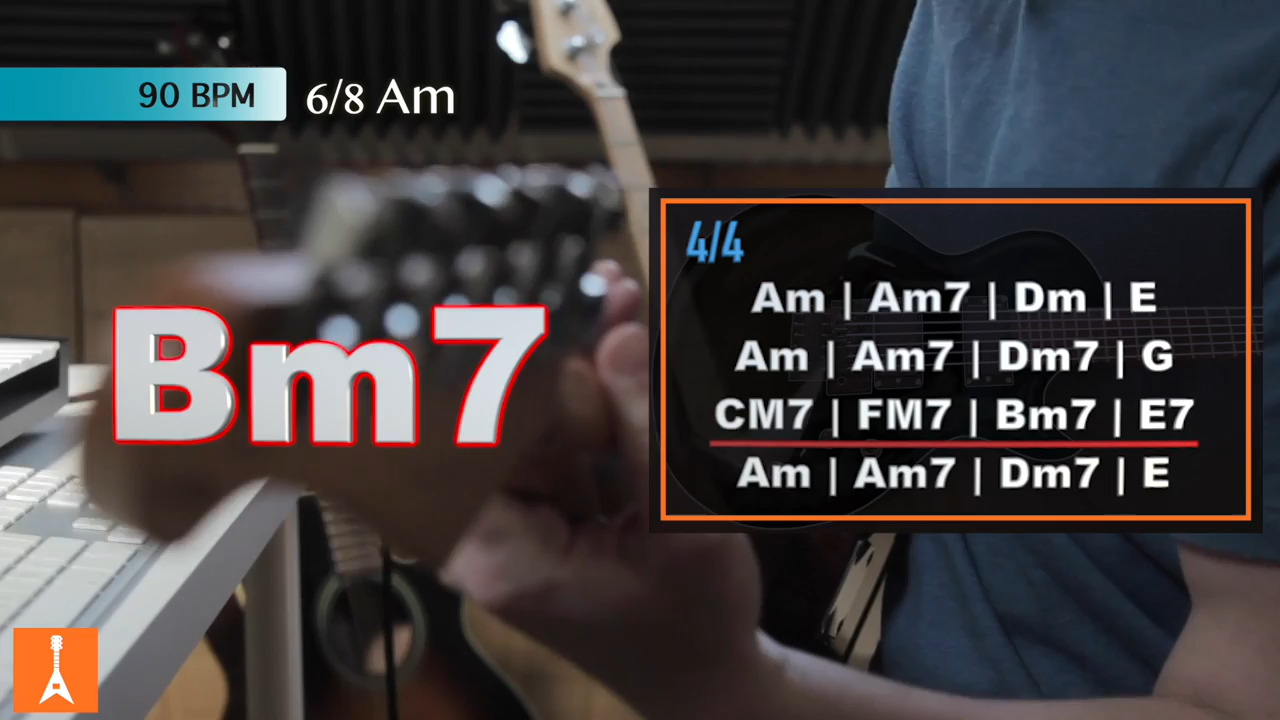 90 BPM 6/8 Am
Bm7
4/4
Am | Am7 | Dm | E
Am | Am7 | Dm7 | G
CM7 | FM7 | Bm7 | E7
Am | Am7 | Dm7 | E